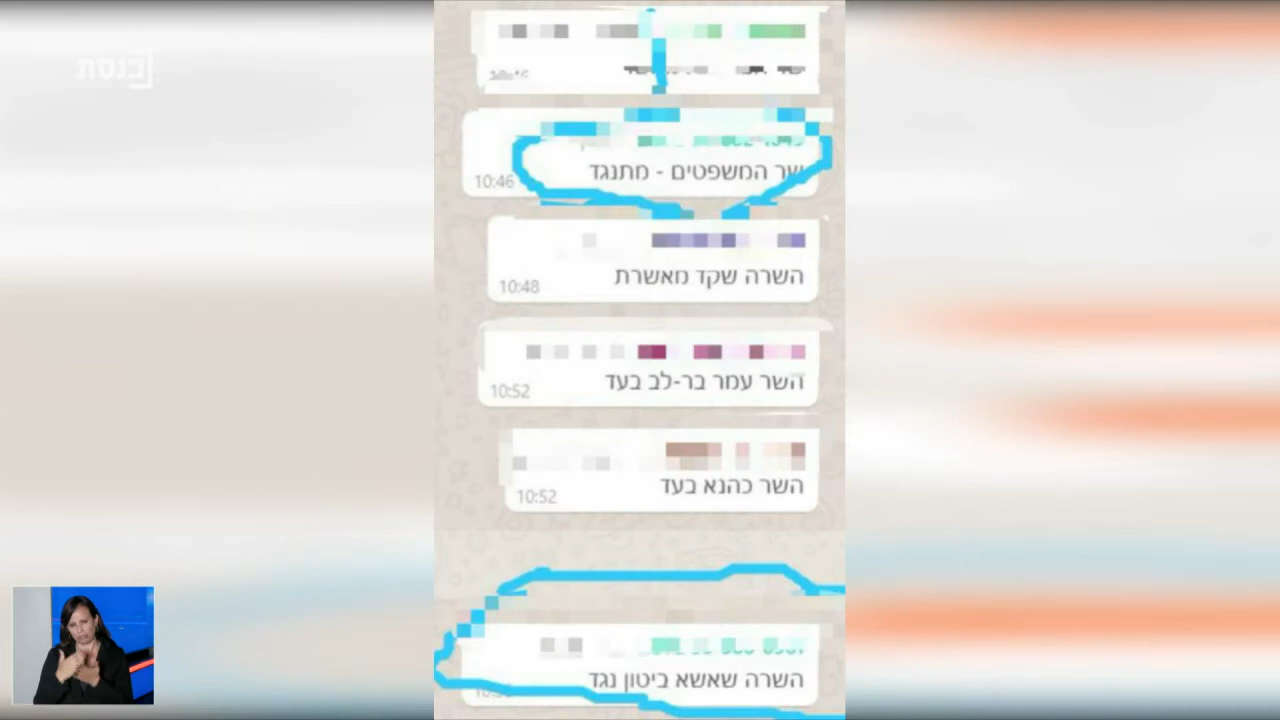 כנסת
שר המשפטים - מתנגד
10:46
השרה שקד מאשרת
10:48
השר עמר בר-לב בעד
10:52
השר כהנא בעד
10:52
השרה שאשא ביטון נגד